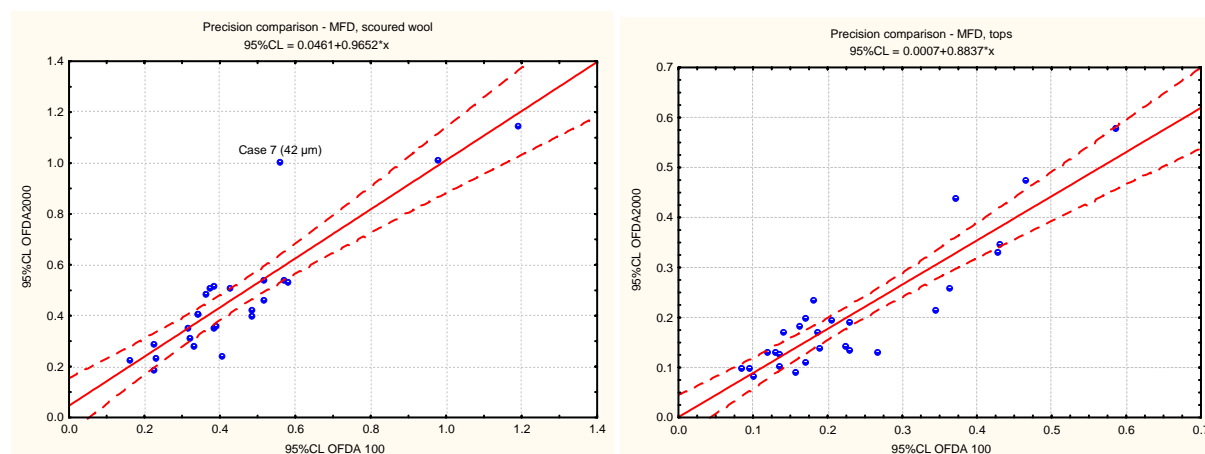 Precision comparison - MFD, scoured wool
95%CL = 0.0461+0.9652*x
1.4
1.2
1.0
0.8
0.6
0.4
0.2
0.0
95%CL OFDA2000
Case 7 (42 µm)
0.0 0.2 0.4 0.6 0.8 1.0 1.2 1.4
95%CL OFDA 100
Precision comparison - MFD, tops
95%CL = 0.0007+0.8837*x
0.7
0.6
0.5
0.4
0.3
0.2
0.1
0.0
95%CL OFDA2000
0.0 0.1 0.2 0.3 0.4 0.5 0.6 0.7
95%CL OFDA 100